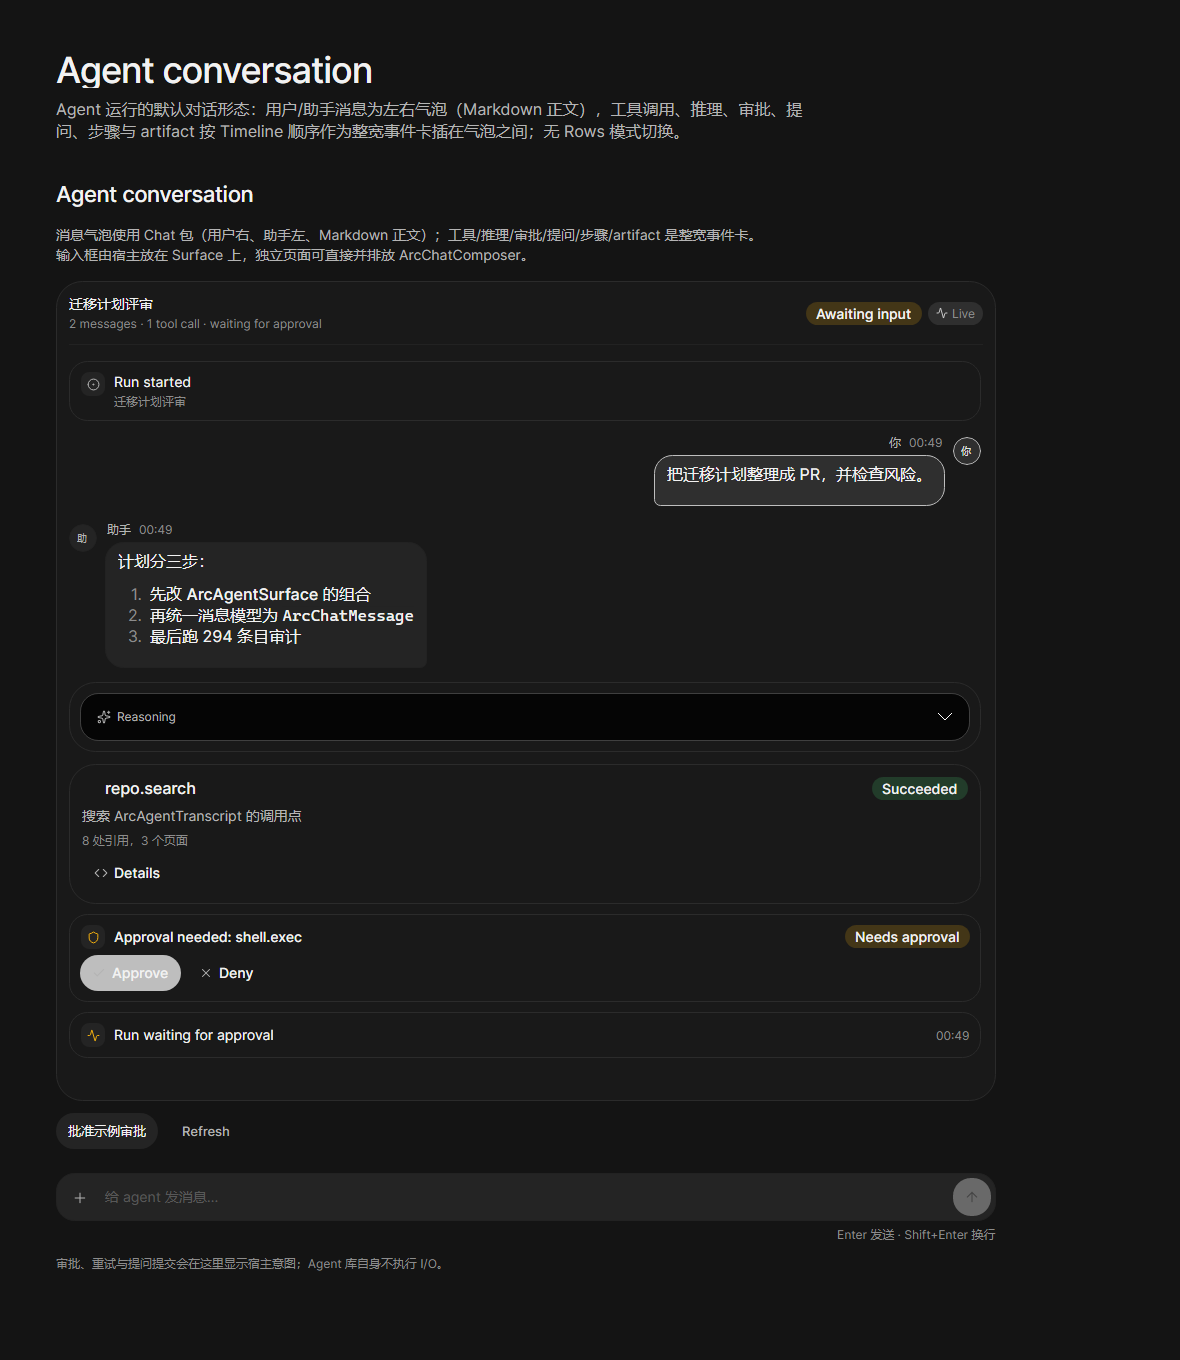 Agent conversation
Agent 运行的默认对话形态：用户/助手消息为左右气泡（Markdown 正文），工具调用、推理、审批、提
问、步骤与 artifact 按 Timeline 顺序作为整宽事件卡插在气泡之间；无 Rows 模式切换。
Agent conversation
消息气泡使用 Chat 包（用户右、助手左、Markdown 正文）；工具/推理/审批/提问/步骤/artifact 是整宽事件卡。
输入框由宿主放在 Surface 上，独立页面可直接并排放 ArcChatComposer。
迁移计划评审
2 messages · 1 tool call · waiting for approval
Awaiting input
Live
Run started
迁移计划评审
你 00:49
你
把迁移计划整理成 PR，并检查风险。
助
助手 00:49
计划分三步：
1. 先改 ArcAgentSurface 的组合
2. 再统一消息模型为 ArcChatMessage
3. 最后跑 294 条目审计
Reasoning
repo.search
Succeeded
搜索 ArcAgentTranscript 的调用点
8 处引用，3 个页面
Details
Approval needed: shell.exec
Needs approval
Approve
Deny
Run waiting for approval
00:49
批准示例审批
Refresh
给 agent 发消息...
Enter 发送 · Shift+Enter 换行
审批、重试与提问提交会在这里显示宿主意图；Agent 库自身不执行 I/O。